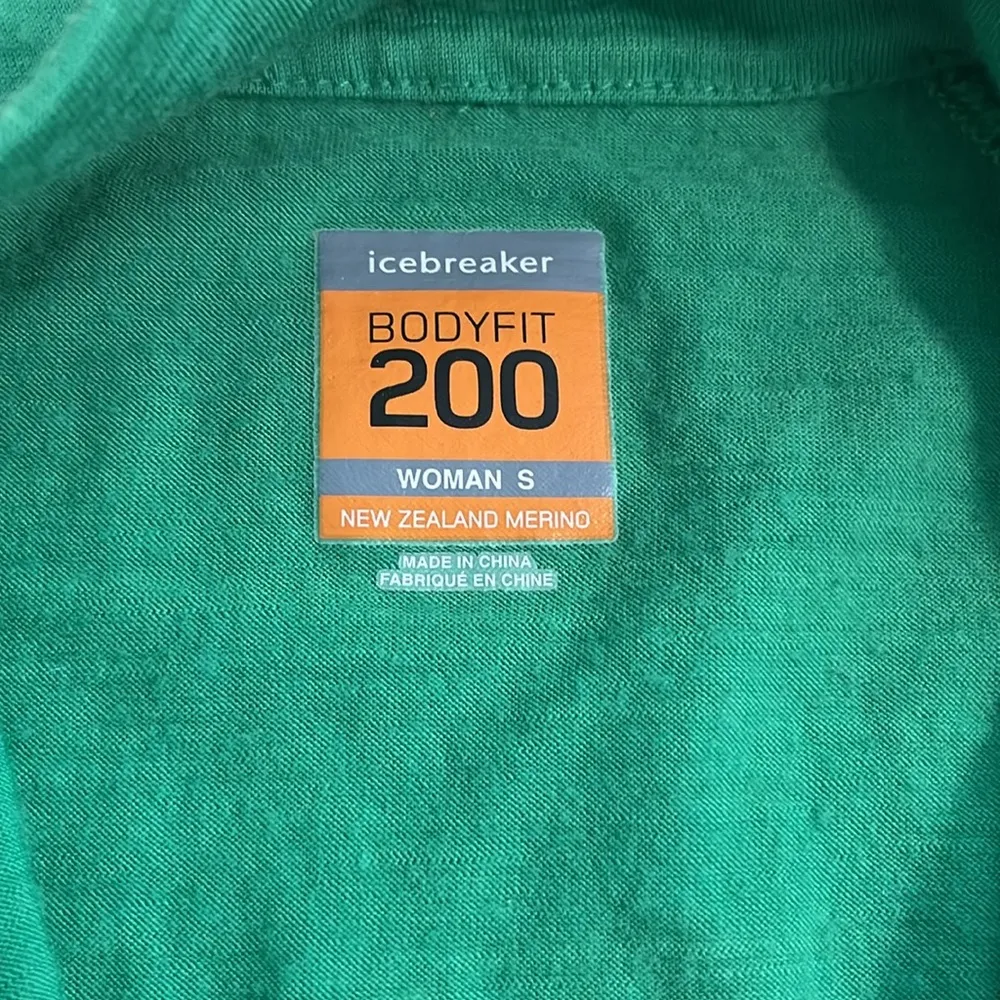 icebreaker
BODYFIT
200
WOMAN S
NEW ZEALAND MERINO
MADE IN CHINA
FABRIQUÉ EN CHINE